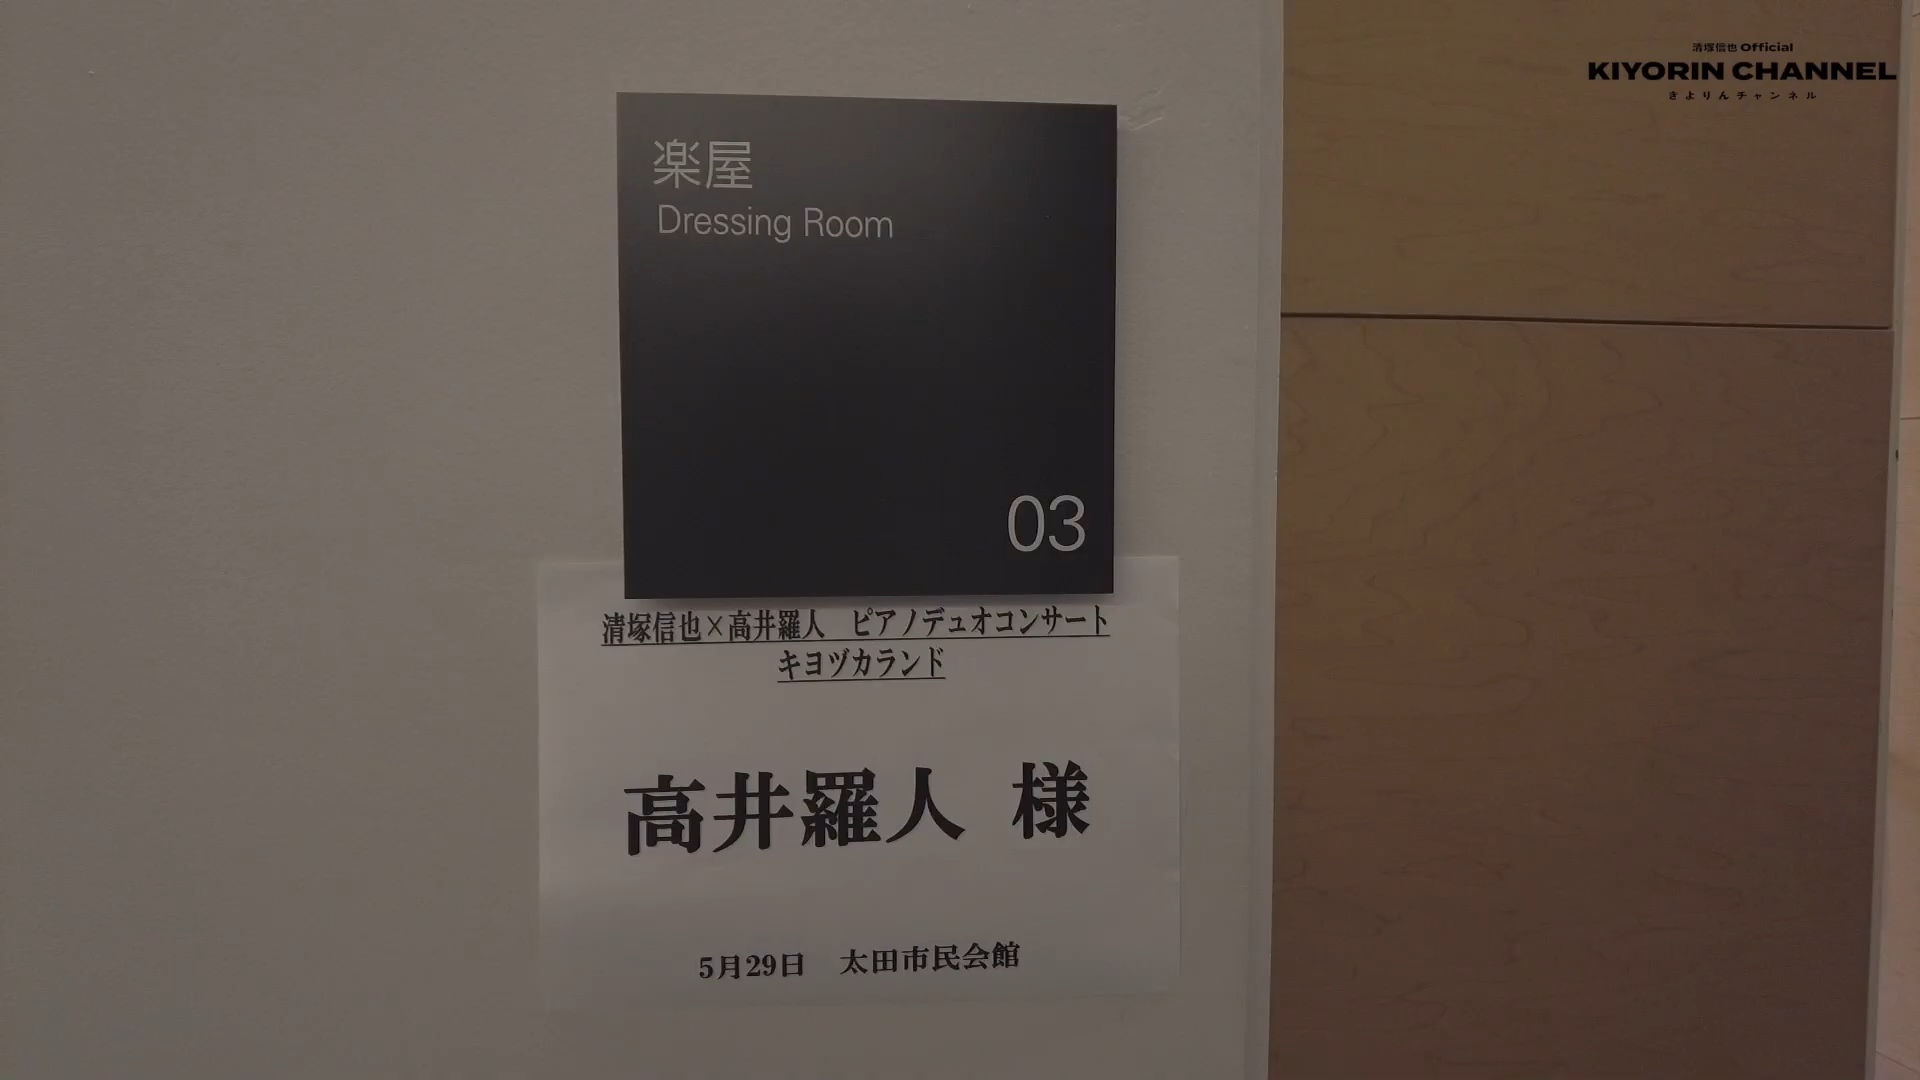 清塚信也 Official
KIYORIN CHANNEL
きよりんチャンネル
楽屋
Dressing Room
03
清塚信也×高井羅人　ピアノデュオコンサート
キヨヅカランド
高井羅人 様
5月29日　太田市民会館